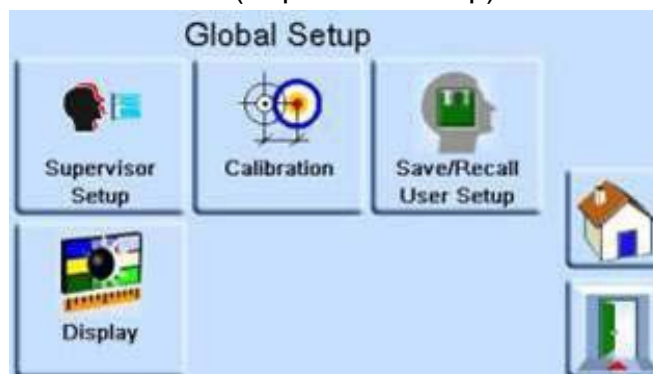 Global Setup
Supervisor
Setup
Calibration
Save/Recall
User Setup
Display